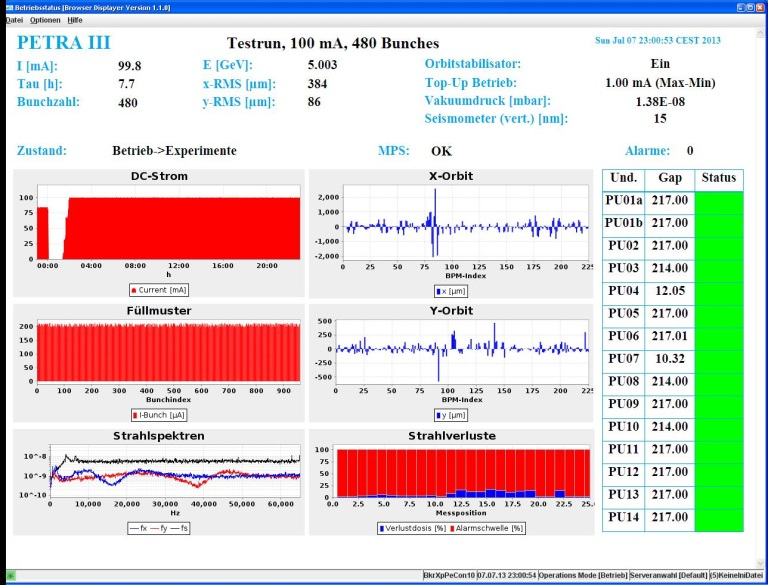 Betriebsstatus [Browser Displayer Version 1.1.0]
Datei Optionen Hilfe
PETRA III Testrun, 100 mA, 480 Bunches Sun Jul 07 23:00:53 CEST 2013
I [mA]: 99.8 E [GeV]: 5.003 Orbitstabilisator: Ein
Tau [h]: 7.7 x-RMS [µm]: 384 Top-Up Betrieb: 1.00 mA (Max-Min)
Bunchzahl: 480 y-RMS [µm]: 86 Vakuumdruck [mbar]: 1.38E-08
Seismometer (vert.) [nm]: 15
Zustand: Betrieb->Experimente MPS: OK Alarme: 0
DC-Strom
100
75
50
25
0
00:00 04:00 08:00 12:00 16:00 20:00
h
Current [mA]
X-Orbit
2,000
1,000
0
-1,000
-2,000
0 25 50 75 100 125 150 175 200 225
BPM-Index
x [µm]
Füllmuster
200
150
100
50
0
0 100 200 300 400 500 600 700 800 900
Bunchindex
I-Bunch [µA]
Y-Orbit
500
250
0
-250
-500
0 25 50 75 100 125 150 175 200 225
BPM-Index
y [µm]
Strahlspektren
10^-8
10^-9
10^-10
0 10,000 20,000 30,000 40,000 50,000 60,000
Hz
fx fy fs
Strahlverluste
100
75
50
25
0
0.0 2.5 5.0 7.5 10.0 12.5 15.0 17.5 20.0 22.5 25.0
Messposition
Verlustdosis [%] Alarmschwelle [%]
Und. Gap Status
PU01a 217.00
PU01b 217.00
PU02 217.00
PU03 214.00
PU04 12.05
PU05 217.00
PU06 217.01
PU07 10.32
PU08 214.00
PU09 217.00
PU10 214.00
PU11 217.00
PU12 217.00
PU13 217.00
PU14 217.00
BkrXpPeCon10 07.07.13 23:00:54 Operations Mode [Betrieb] Serveranwahl [Default] (5)KeineIniDatei